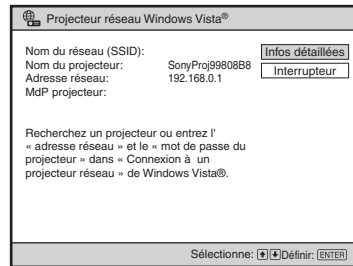 Projecteur réseau Windows Vista®
Nom du réseau (SSID):
Nom du projecteur: SonyProj99808B8
Adresse réseau: 192.168.0.1
MdP projecteur:
Infos détaillées
Interrupteur
Recherchez un projecteur ou entrez l'
« adresse réseau » et le « mot de passe du
projecteur » dans « Connexion à un
projecteur réseau » de Windows Vista®.
Sélectionne: Définir: ENTER